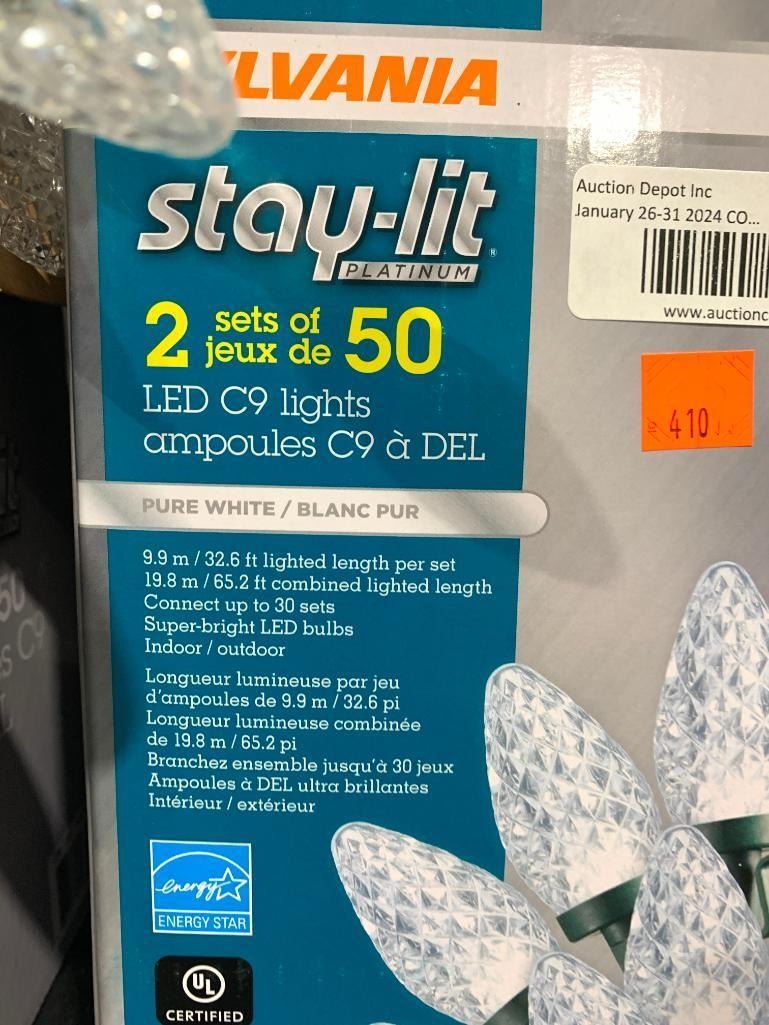 LVANIA
stay-lit®
PLATINUM
2 sets of 50
jeux de
LED C9 lights
ampoules C9 à DEL
PURE WHITE / BLANC PUR
9.9 m / 32.6 ft lighted length per set
19.8 m / 65.2 ft combined lighted length
Connect up to 30 sets
Super-bright LED bulbs
Indoor / outdoor
Longueur lumineuse par jeu
d'ampoules de 9.9 m / 32.6 pi
Longueur lumineuse combinée
de 19.8 m / 65.2 pi
Branchez ensemble jusqu'à 30 jeux
Ampoules à DEL ultra brillantes
Intérieur / extérieur
energy
ENERGY STAR
UL
CERTIFIED
Auction Depot Inc
January 26-31 2024 CO...
www.auctionc
410